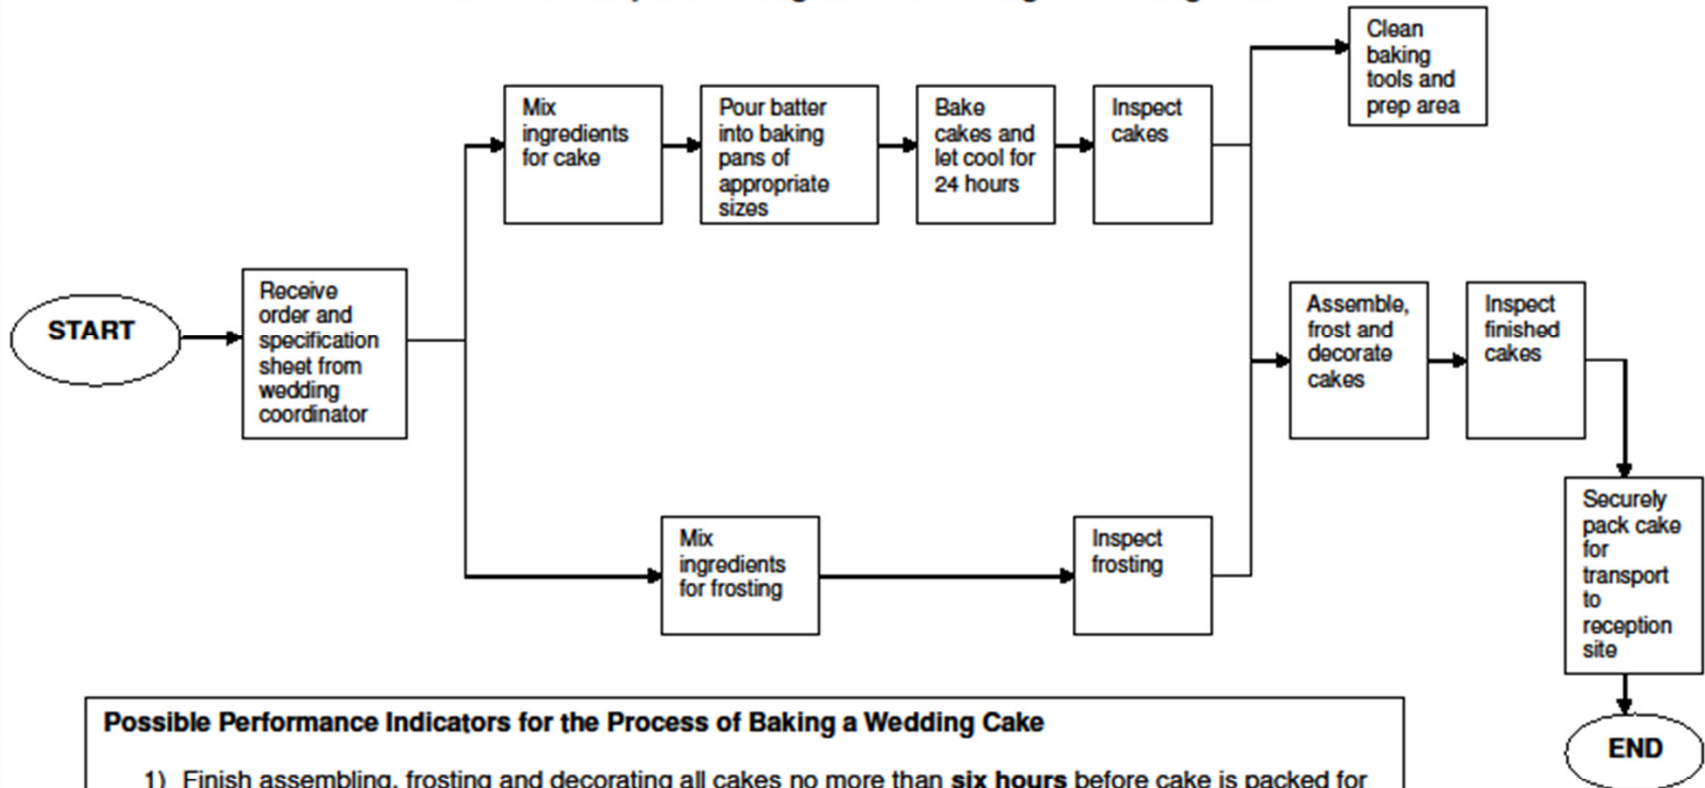 Clean
baking
tools and
prep area
Mix
ingredients
for cake
Pour batter
into baking
pans of
appropriate
sizes
Bake
cakes and
let cool for
24 hours
Inspect
cakes
START
Receive
order and
specification
sheet from
wedding
coordinator
Assemble,
frost and
decorate
cakes
Inspect
finished
cakes
Mix
ingredients
for frosting
Inspect
frosting
Securely
pack cake
for
transport
to
reception
site
END
Possible Performance Indicators for the Process of Baking a Wedding Cake
1) Finish assembling, frosting and decorating all cakes no more than six hours before cake is packed for